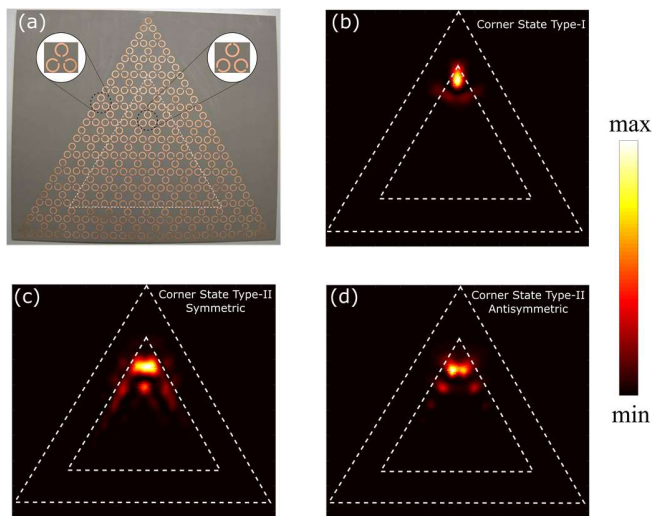 (a)
(b)
Corner State Type-I
max
(c)
Corner State Type-II
Symmetric
(d)
Corner State Type-II
Antisymmetric
min